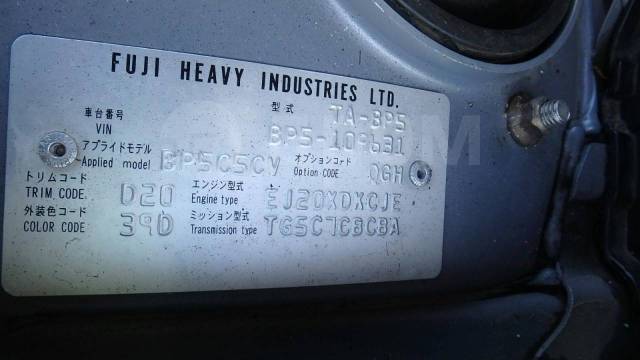 FUJI HEAVY INDUSTRIES LTD.
型式 TA-BP5
車台番号 VIN BP5-109631
アプライドモデル Applied model BP5C5CV オプションコード Option CODE QGH
トリムコード TRIM CODE. D20 エンジン型式 Engine type EJ20XDXCJE
外装色コード COLOR CODE 39D ミッション型式 Transmission type TG5C7CBCBA